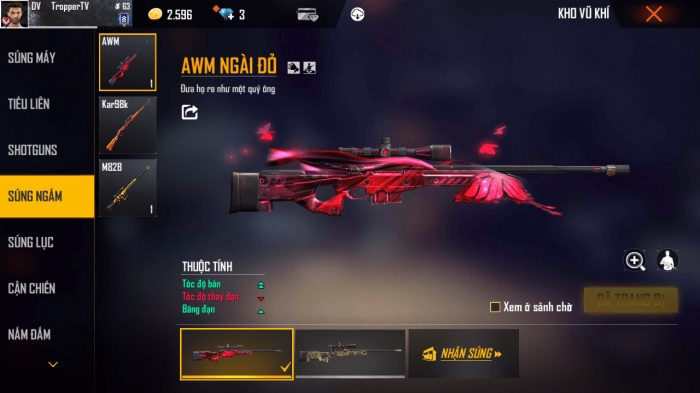 DV TropperTV # 63
2.596
3
KHO VŨ KHÍ
SÚNG MÁY
TIỂU LIÊN
SHOTGUNS
SÚNG NGẮM
SÚNG LỤC
CẬN CHIẾN
NẮM ĐẤM
AWM
1
Kar98k
M82B
1
AWM NGÀI ĐỎ
Đưa họ ra như một quý ông
THUỘC TÍNH
Tốc độ bắn
Tốc độ thay đạn
Băng đạn
Xem ở sảnh chờ
ĐÃ TRANG BỊ
NHẬN SÚNG